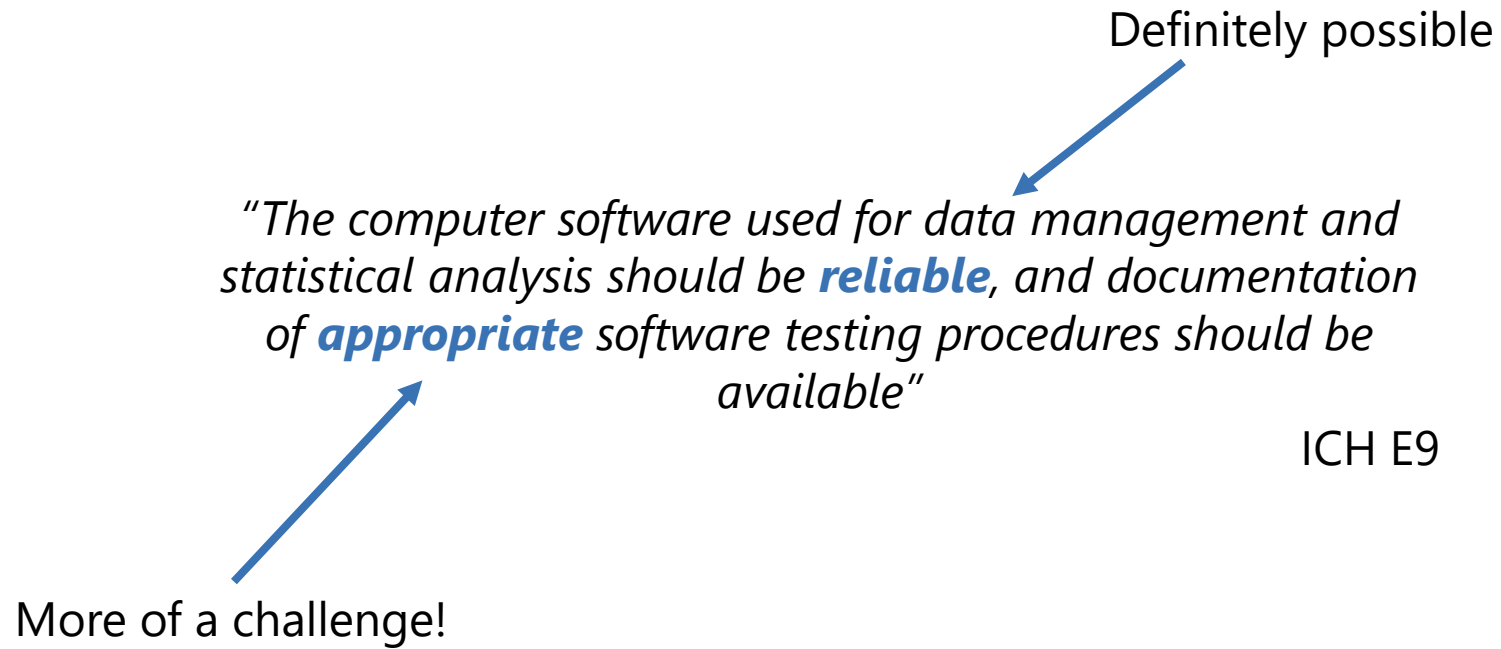 Definitely possible
“The computer software used for data management and
statistical analysis should be reliable, and documentation
of appropriate software testing procedures should be
available”
ICH E9
More of a challenge!